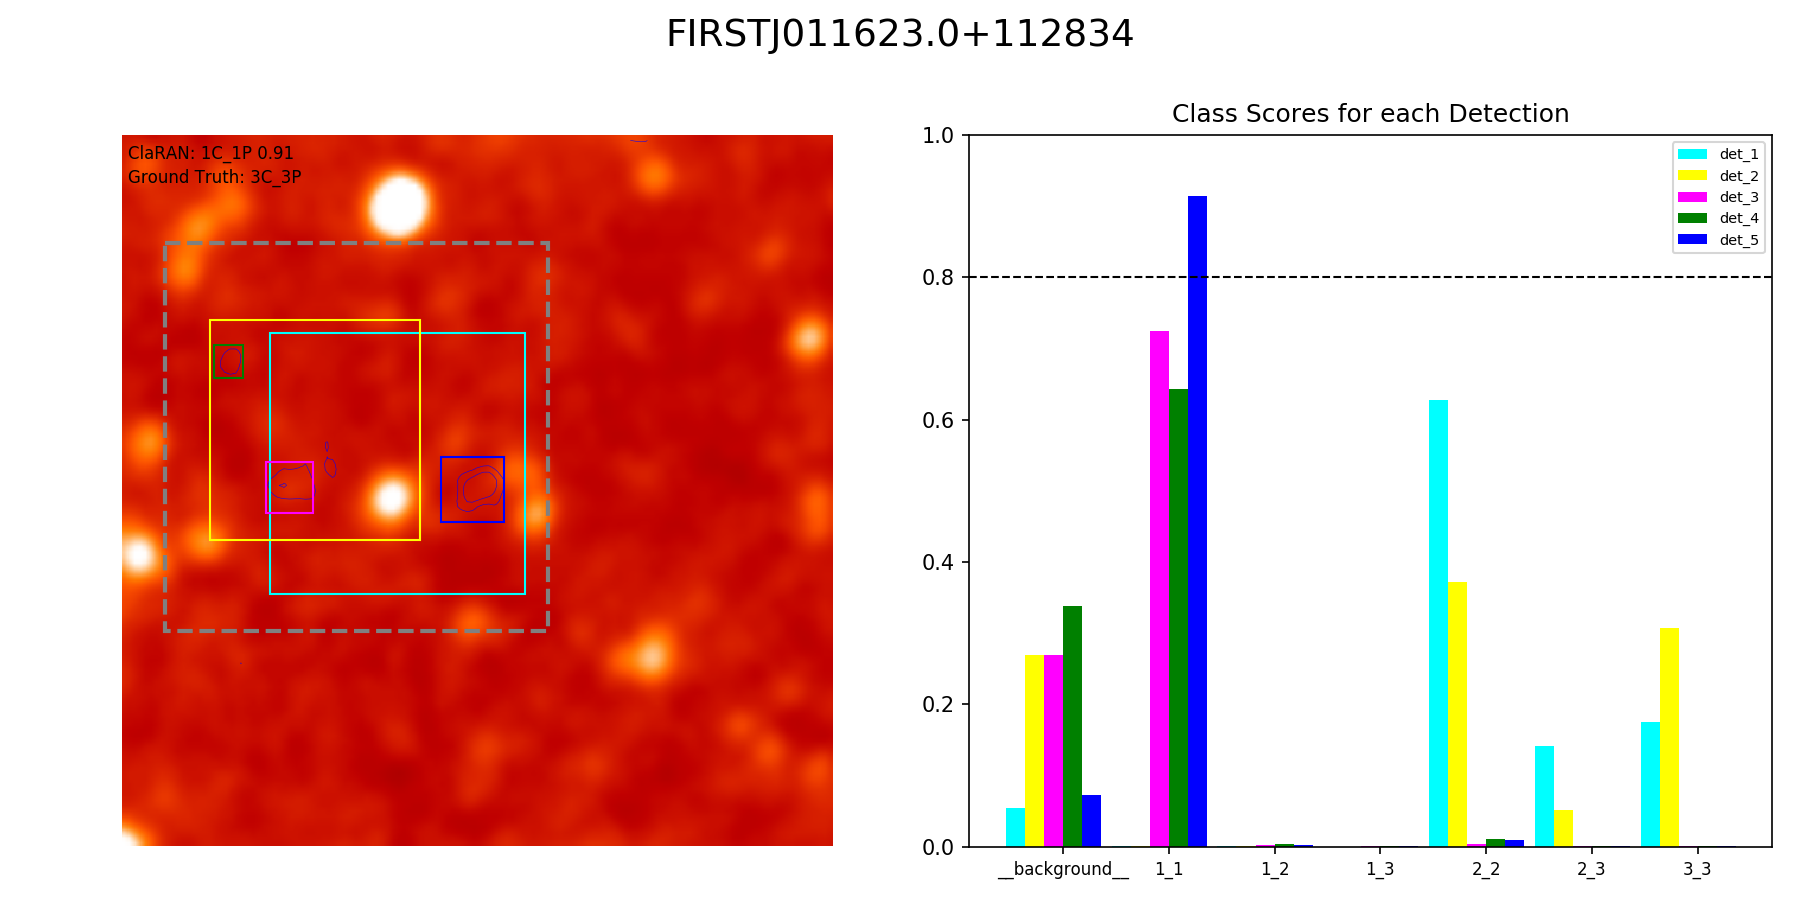 FIRSTJ011623.0+112834
ClaRAN: 1C_1P 0.91
Ground Truth: 3C_3P
Class Scores for each Detection
1.0
0.8
0.6
0.4
0.2
0.0
det_1
det_2
det_3
det_4
det_5
__background__ 1_1 1_2 1_3 2_2 2_3 3_3